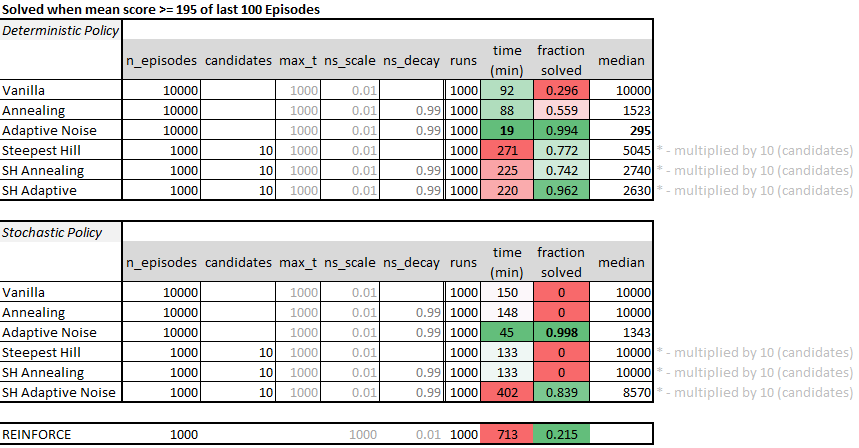 Solved when mean score >= 195 of last 100 Episodes
Deterministic Policy
n_episodes candidates max_t ns_scale ns_decay runs time (min) fraction solved median
Vanilla 10000 1000 0.01 1000 92 0.296 10000
Annealing 10000 1000 0.01 0.99 1000 88 0.559 1523
Adaptive Noise 10000 1000 0.01 0.99 1000 19 0.994 295
Steepest Hill 1000 10 1000 0.01 1000 271 0.772 5045 * - multiplied by 10 (candidates)
SH Annealing 1000 10 1000 0.01 0.99 1000 225 0.742 2740 * - multiplied by 10 (candidates)
SH Adaptive 1000 10 1000 0.01 0.99 1000 220 0.962 2630 * - multiplied by 10 (candidates)
Stochastic Policy
n_episodes candidates max_t ns_scale ns_decay runs time (min) fraction solved median
Vanilla 10000 1000 0.01 1000 150 0 10000
Annealing 10000 1000 0.01 0.99 1000 148 0 10000
Adaptive Noise 10000 1000 0.01 0.99 1000 45 0.998 1343
Steepest Hill 1000 10 1000 0.01 0.99 1000 133 0 10000 * - multiplied by 10 (candidates)
SH Annealing 1000 10 1000 0.01 0.99 1000 133 0 10000 * - multiplied by 10 (candidates)
SH Adaptive Noise 1000 10 1000 0.01 0.99 1000 402 0.839 8570 * - multiplied by 10 (candidates)
REINFORCE 1000 1000 0.01 1000 713 0.215